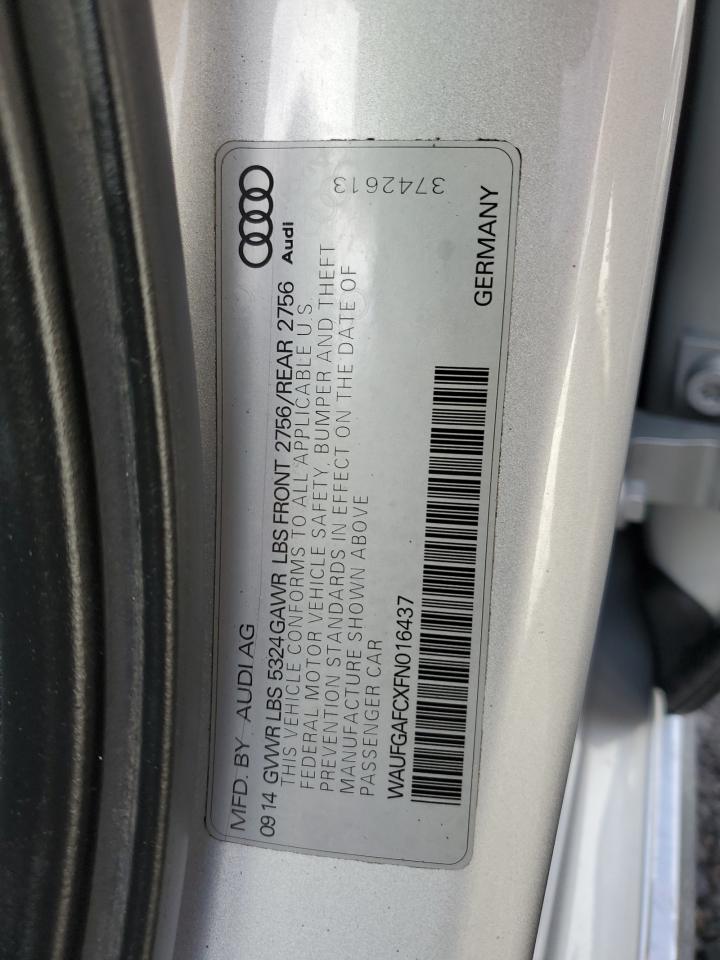 MFD. BY AUDI AG
09 14 GVWR LBS 5324 GAWR LBS FRONT 2756/REAR 2756
THIS VEHICLE CONFORMS TO ALL APPLICABLE U.S.
FEDERAL MOTOR VEHICLE SAFETY, BUMPER AND THEFT
PREVENTION STANDARDS IN EFFECT ON THE DATE OF
MANUFACTURE SHOWN ABOVE
PASSENGER CAR
WAUFGAFCXFN016437
Audi
3742613
GERMANY